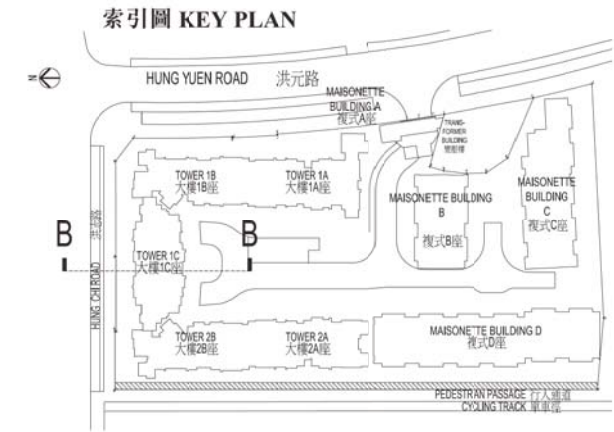 索引圖 KEY PLAN
N
HUNG YUEN ROAD 洪元路
MAISONETTE
BUILDING A
複式A座
TRANS-
FORMER
BUILDING
變壓樓
TOWER 1B
大樓1B座
TOWER 1A
大樓1A座
MAISONETTE BUILDING
B
複式B座
MAISONETTE
BUILDING
C
複式C座
B
B
HUNG CHI ROAD 洪志路
TOWER 1C
大樓1C座
TOWER 2B
大樓2B座
TOWER 2A
大樓2A座
MAISONETTE BUILDING D
複式D座
PEDESTRIAN PASSAGE 行人通道
CYCLING TRACK 單車徑